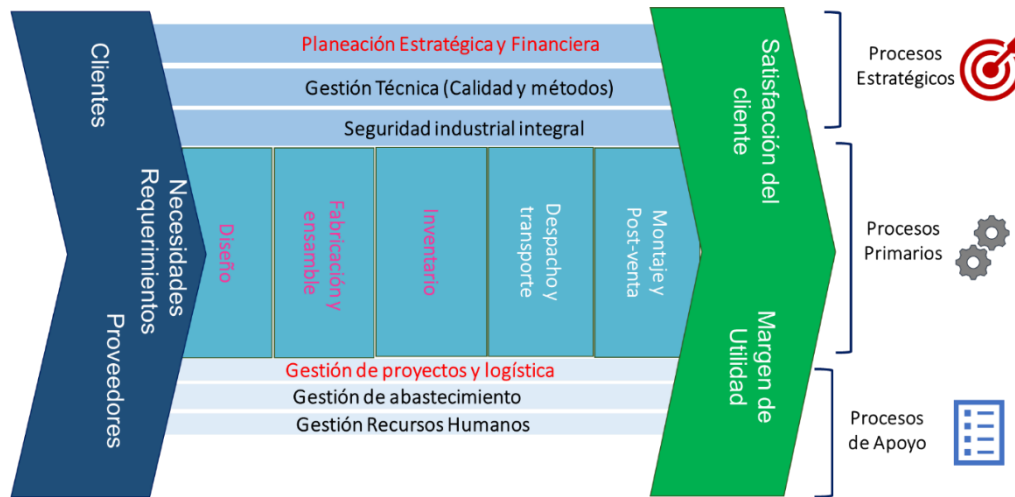 Clientes
Necesidades
Requerimientos
Proveedores
Planeación Estratégica y Financiera
Gestión Técnica (Calidad y métodos)
Seguridad industrial integral
Diseño
Fabricación y
ensamble
Inventario
Despacho y
transporte
Montaje y
Post-venta
Gestión de proyectos y logística
Gestión de abastecimiento
Gestión Recursos Humanos
Satisfacción del
cliente
Margen de
Utilidad
Procesos
Estratégicos
Procesos
Primarios
Procesos
de Apoyo